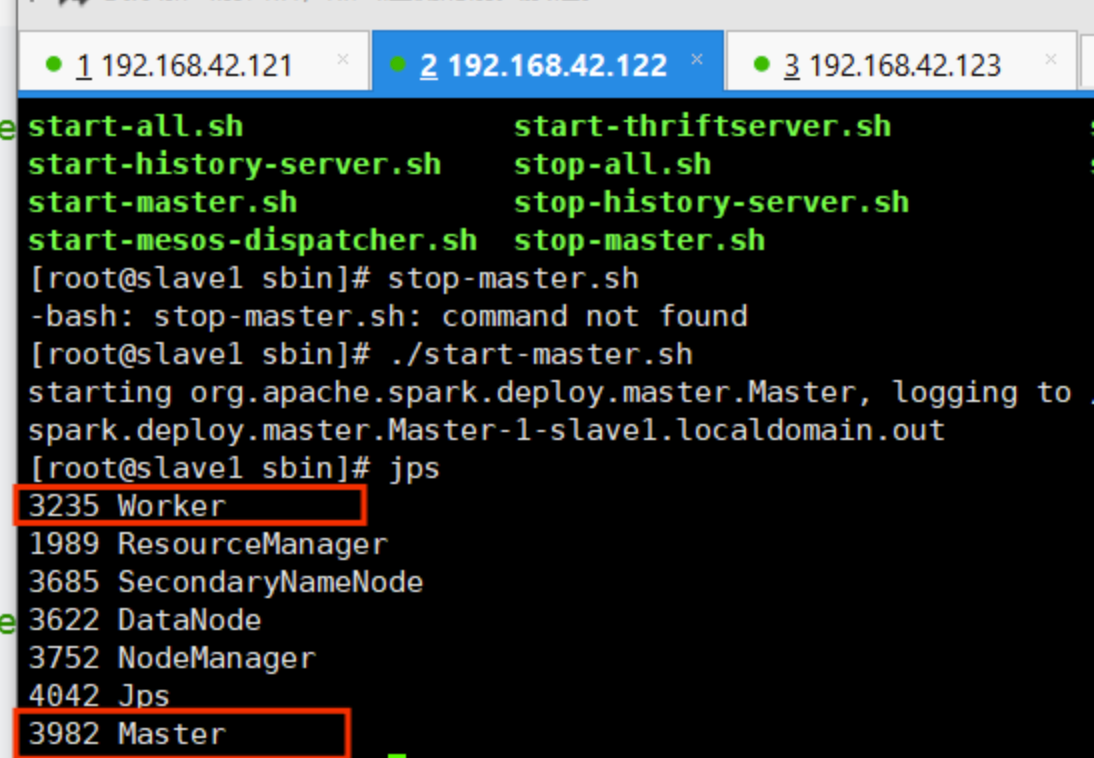 1 192.168.42.121 × 2 192.168.42.122 × 3 192.168.42.123 ×
start-all.sh start-thriftserver.sh
start-history-server.sh stop-all.sh
start-master.sh stop-history-server.sh
start-mesos-dispatcher.sh stop-master.sh
[root@slave1 sbin]# stop-master.sh
-bash: stop-master.sh: command not found
[root@slave1 sbin]# ./start-master.sh
starting org.apache.spark.deploy.master.Master, logging to
spark.deploy.master.Master-1-slave1.localdomain.out
[root@slave1 sbin]# jps
3235 Worker
1989 ResourceManager
3685 SecondaryNameNode
3622 DataNode
3752 NodeManager
4042 Jps
3982 Master